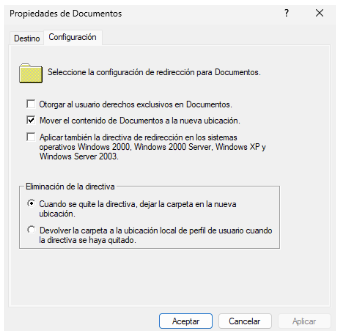 Propiedades de Documentos
Destino Configuración
Seleccione la configuración de redirección para Documentos.
Otorgar al usuario derechos exclusivos en Documentos.
Mover el contenido de Documentos a la nueva ubicación.
Aplicar también la directiva de redirección en los sistemas
operativos Windows 2000, Windows 2000 Server, Windows XP y
Windows Server 2003.
Eliminación de la directiva
Cuando se quite la directiva, dejar la carpeta en la nueva
ubicación.
Devolver la carpeta a la ubicación local de perfil de usuario cuando
la directiva se haya quitado.
Aceptar Cancelar Aplicar